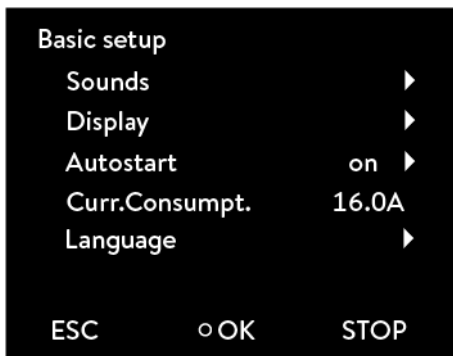 Basic setup
Sounds
Display
Autostart on
Curr.Consumpt. 16.0A
Language
ESC OK STOP